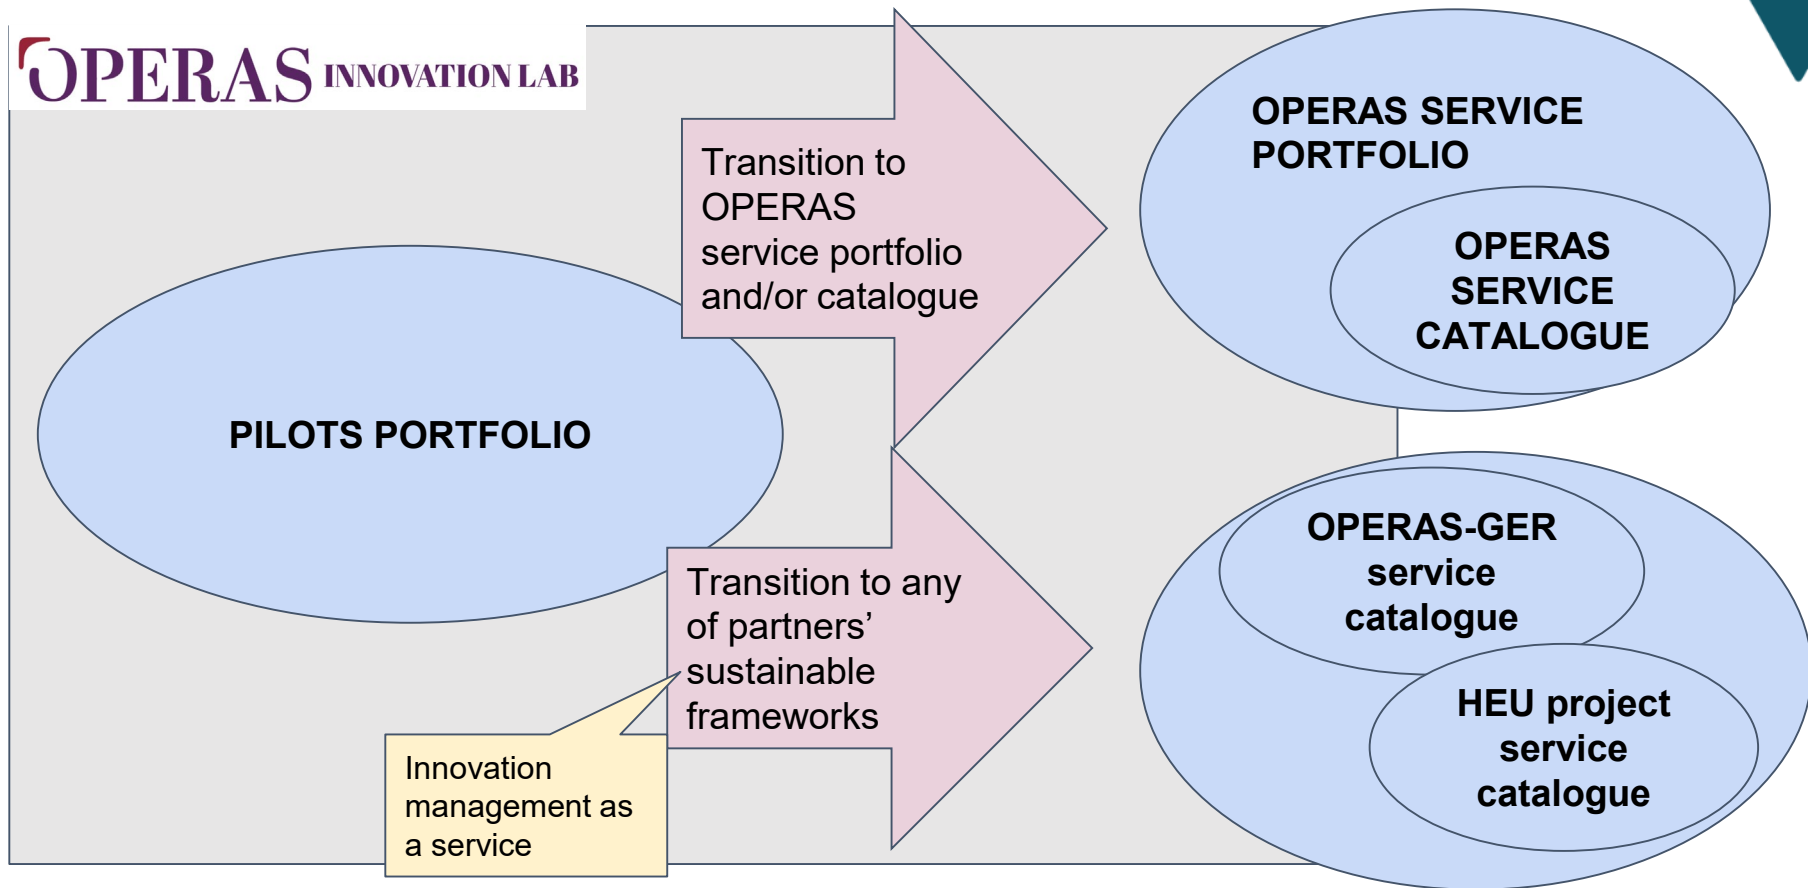 OPERAS INNOVATION LAB
Transition to
OPERAS
service portfolio
and/or catalogue
OPERAS SERVICE
PORTFOLIO
OPERAS
SERVICE
CATALOGUE
PILOTS PORTFOLIO
Transition to any
of partners’
sustainable
frameworks
OPERAS-GER
service
catalogue
HEU project
service
catalogue
Innovation
management as
a service